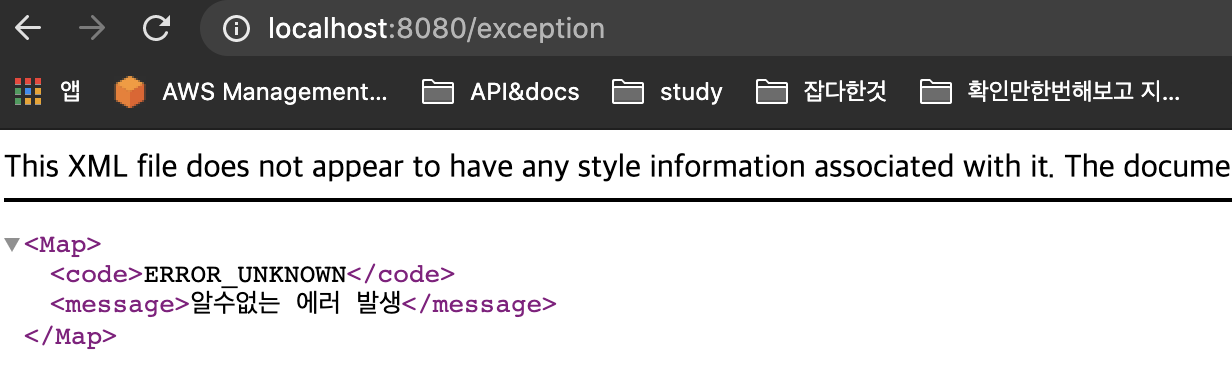 localhost:8080/exception
앱 AWS Management... API&docs study 잡다한것 확인만한번해보고 지...
This XML file does not appear to have any style information associated with it. The docume
<Map>
<code>ERROR_UNKNOWN</code>
<message>알수없는 에러 발생</message>
</Map>